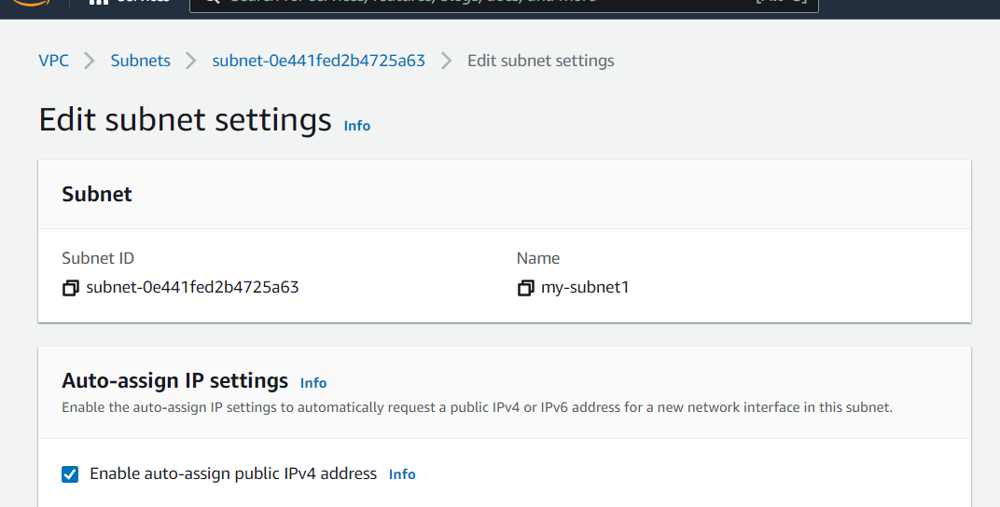 VPC > Subnets > subnet-0e441fed2b4725a63 > Edit subnet settings
Edit subnet settings Info
Subnet
Subnet ID Name
subnet-0e441fed2b4725a63 my-subnet1
Auto-assign IP settings Info
Enable the auto-assign IP settings to automatically request a public IPv4 or IPv6 address for a new network interface in this subnet.
Enable auto-assign public IPv4 address Info